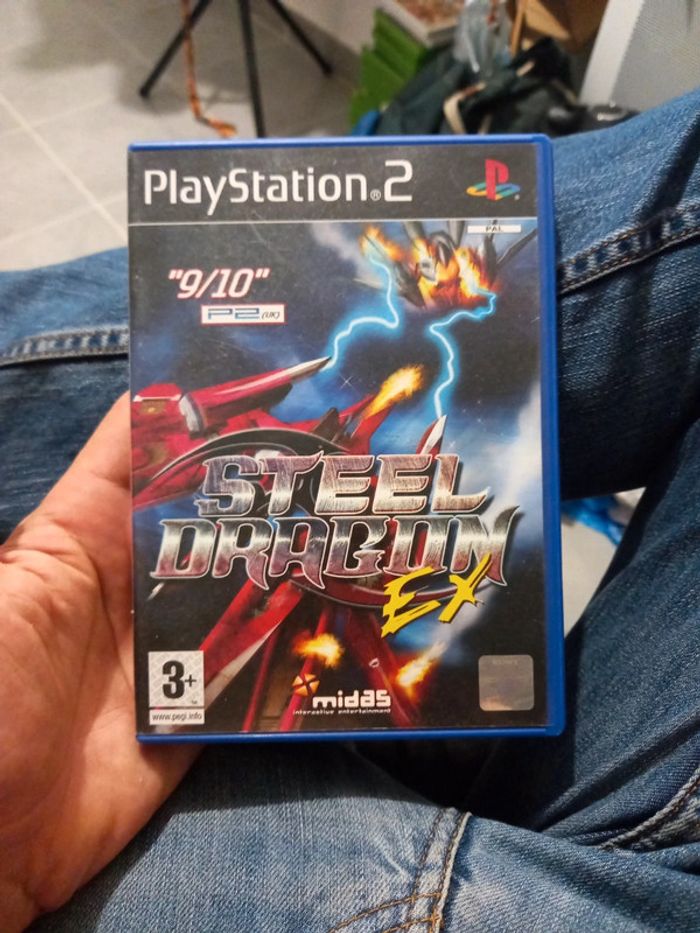 PlayStation®2
PAL
"9/10"
P2 (UK)
STEEL
DRAGON
EX
3+
www.pegi.info
midas
interactive entertainment